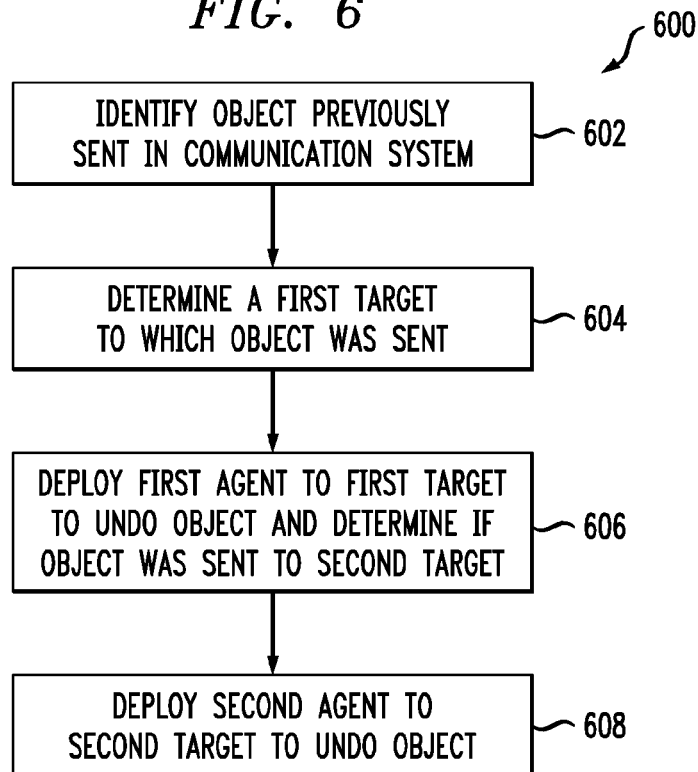 FIG. 6
600
IDENTIFY OBJECT PREVIOUSLY
SENT IN COMMUNICATION SYSTEM
602
DETERMINE A FIRST TARGET
TO WHICH OBJECT WAS SENT
604
DEPLOY FIRST AGENT TO FIRST TARGET
TO UNDO OBJECT AND DETERMINE IF
OBJECT WAS SENT TO SECOND TARGET
606
DEPLOY SECOND AGENT TO
SECOND TARGET TO UNDO OBJECT
608